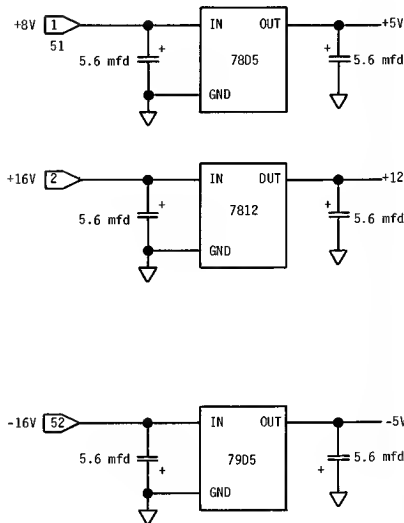 +8V 1 IN OUT +5V
51 +
5.6 mfd 78D5 + 5.6 mfd
GND
+16V 2 IN DUT +12
5.6 mfd + 7812 + 5.6 mfd
GND
-16V 52 IN OUT -5V
5.6 mfd 79D5 5.6 mfd
+ +
GND